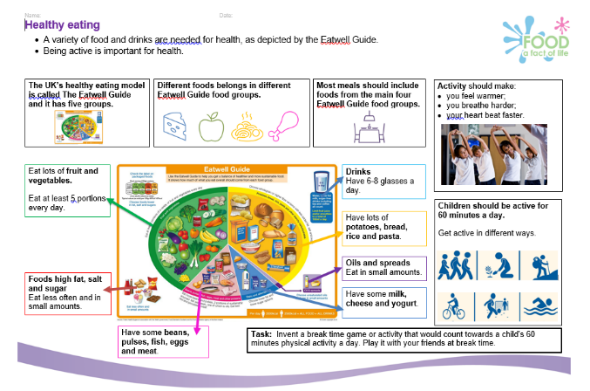 Name:
Date:
Healthy eating
A variety of food and drinks are needed for health, as depicted by the Eatwell Guide.
Being active is important for health.
FOOD
a fact of life
The UK's healthy eating model
is called The Eatwell Guide
and it has five groups.
Different foods belongs in different
Eatwell Guide food groups.
Most meals should include
foods from the main four
Eatwell Guide food groups.
Activity should make:
you feel warmer;
you breathe harder;
your heart beat faster.
Eat lots of fruit and
vegetables.
Eat at least 5 portions
every day.
Eatwell Guide
Drinks
Have 6-8 glasses a
day.
Have lots of
potatoes, bread,
rice and pasta.
Oils and spreads
Eat in small amounts.
Have some milk,
cheese and yogurt.
Children should be active for
60 minutes a day.
Get active in different ways.
Foods high fat, salt
and sugar
Eat less often and in
small amounts.
Have some beans,
pulses, fish, eggs
and meat.
Task: Invent a break time game or activity that would count towards a child's 60
minutes physical activity a day. Play it with your friends at break time.